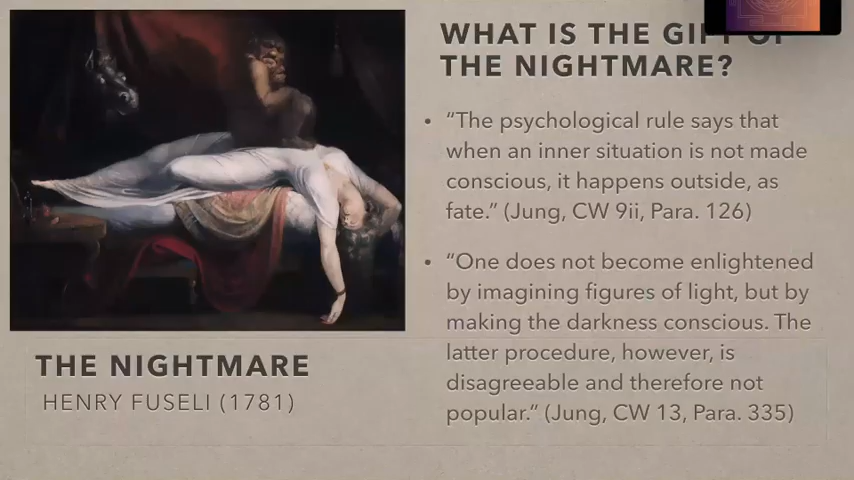 WHAT IS THE GIFT OF
THE NIGHTMARE?
• “The psychological rule says that
when an inner situation is not made
conscious, it happens outside, as
fate.” (Jung, CW 9ii, Para. 126)
• “One does not become enlightened
by imagining figures of light, but by
making the darkness conscious. The
latter procedure, however, is
disagreeable and therefore not
popular.” (Jung, CW 13, Para. 335)
THE NIGHTMARE
HENRY FUSELI (1781)